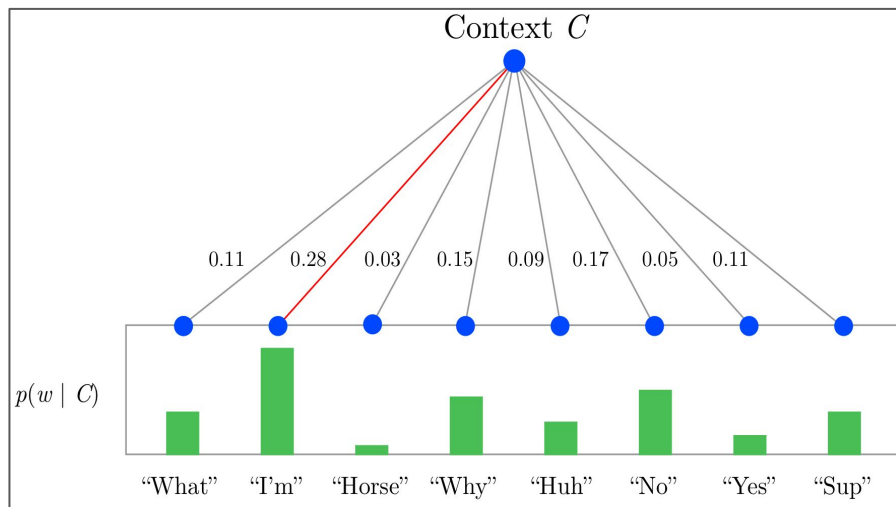 Context C
0.11 0.28 0.03 0.15 0.09 0.17 0.05 0.11
p(w | C)
“What” “I’m” “Horse” “Why” “Huh” “No” “Yes” “Sup”